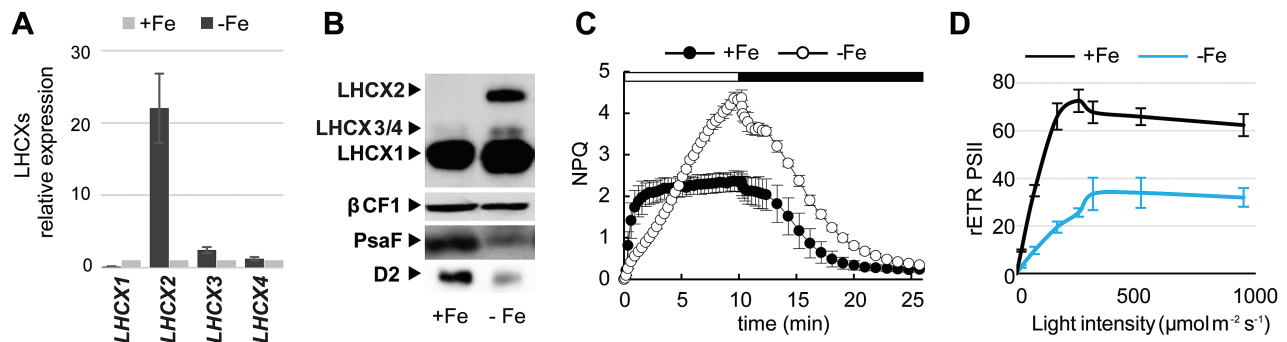 A
+Fe -Fe
LHCXs
relative expression
30
20
10
0
LHCX1
LHCX2
LHCX3
LHCX4
B
LHCX2
LHCX3/4
LHCX1
βCF1
PsaF
D2
+Fe - Fe
C
+Fe -Fe
NPQ
5
4
3
2
1
0
0 5 10 15 20 25
time (min)
D
+Fe -Fe
rETR PSII
80
60
40
20
0
0 500 1000
Light intensity (μmol m⁻² s⁻¹)